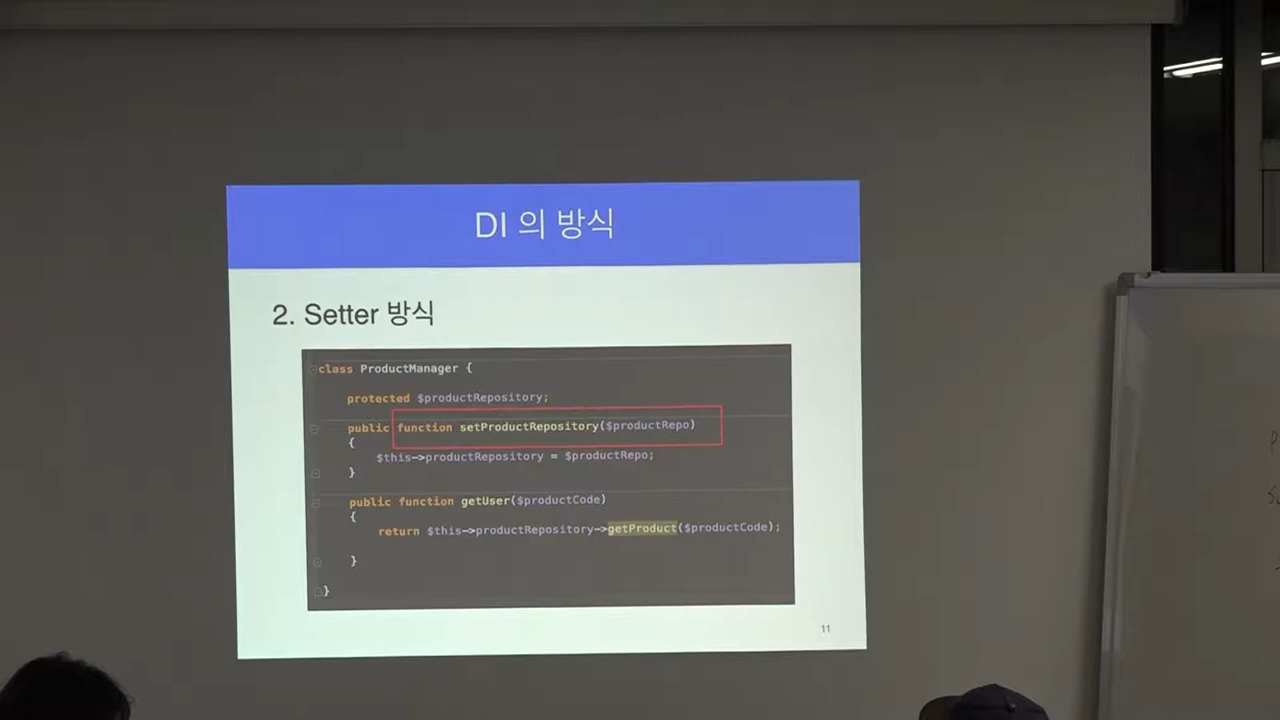 DI 의 방식
2. Setter 방식
class ProductManager {
protected $productRepository;
public function setProductRepository($productRepo)
{
$this->productRepository = $productRepo;
}
public function getUser($productCode)
{
return $this->productRepository->getProduct($productCode);
}
}
11